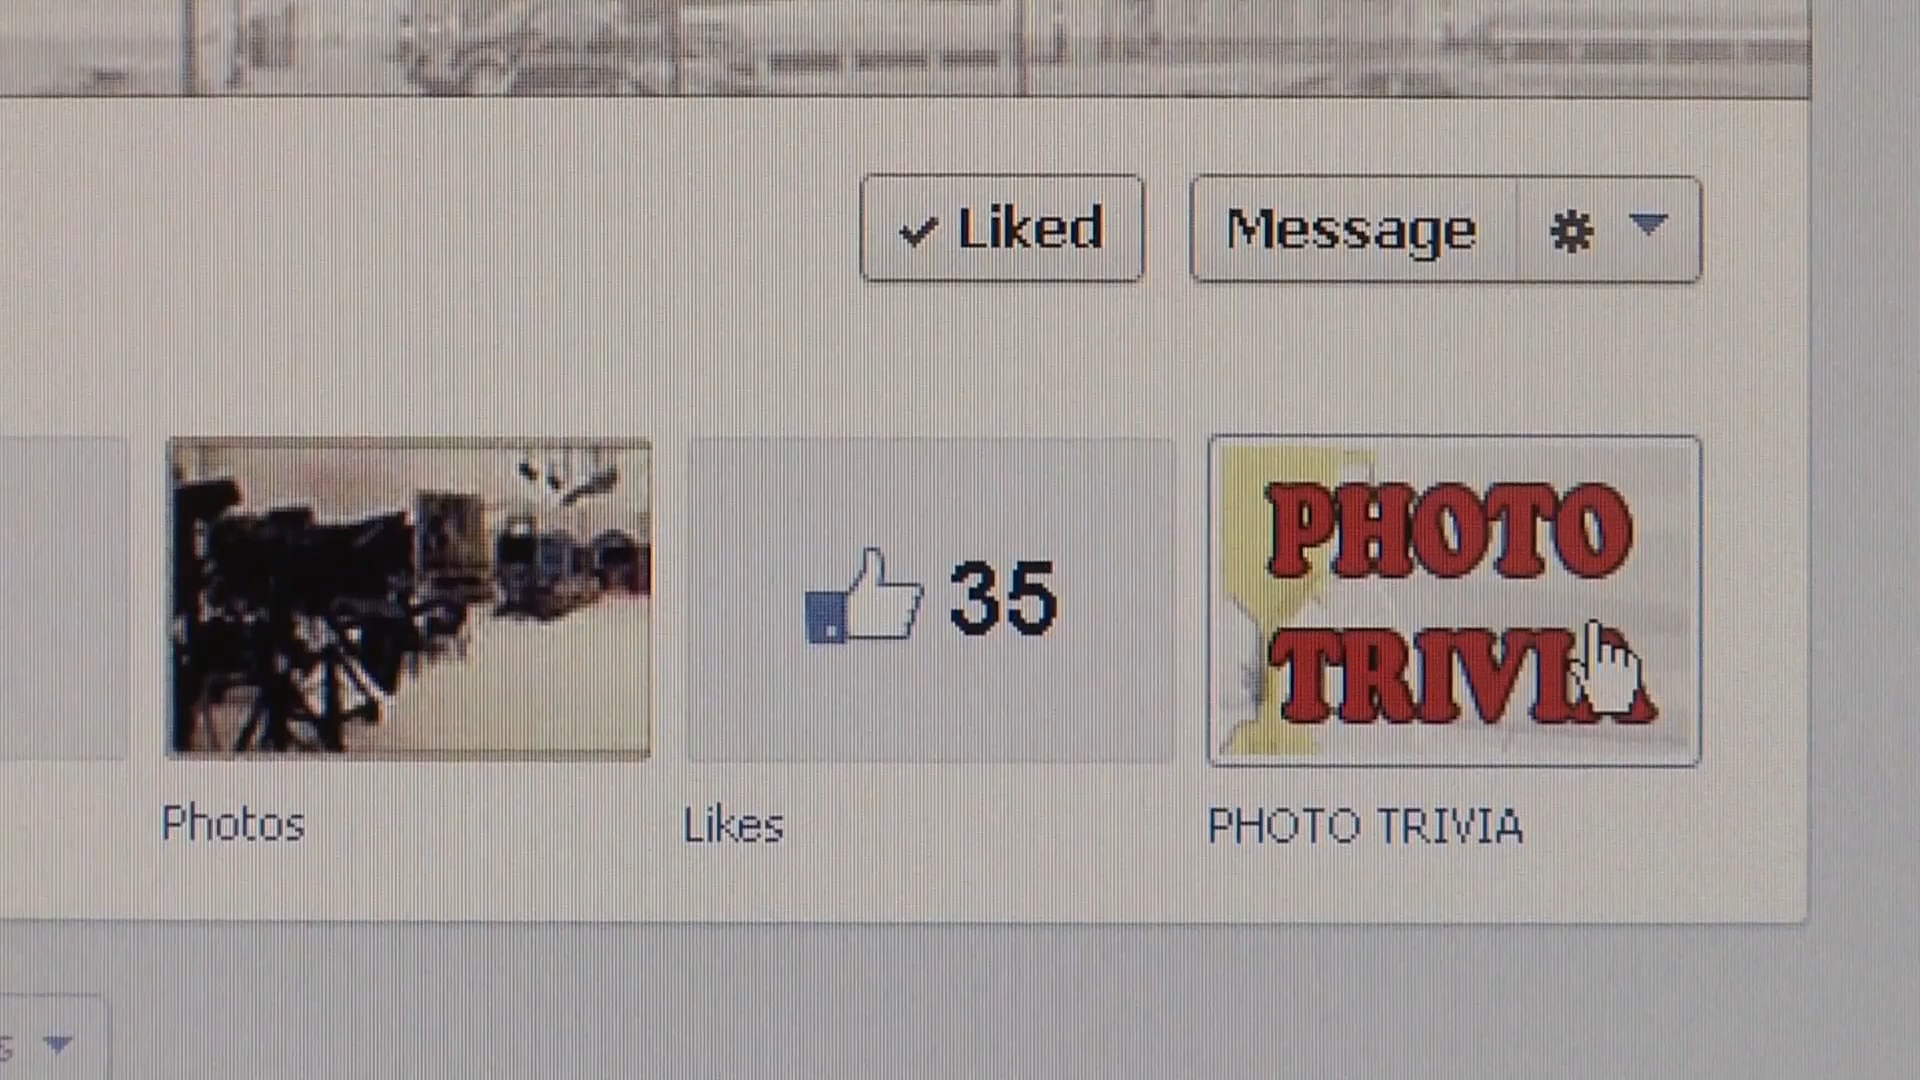 Liked
Message
35
PHOTO
TRIVIA
Photos
Likes
PHOTO TRIVIA